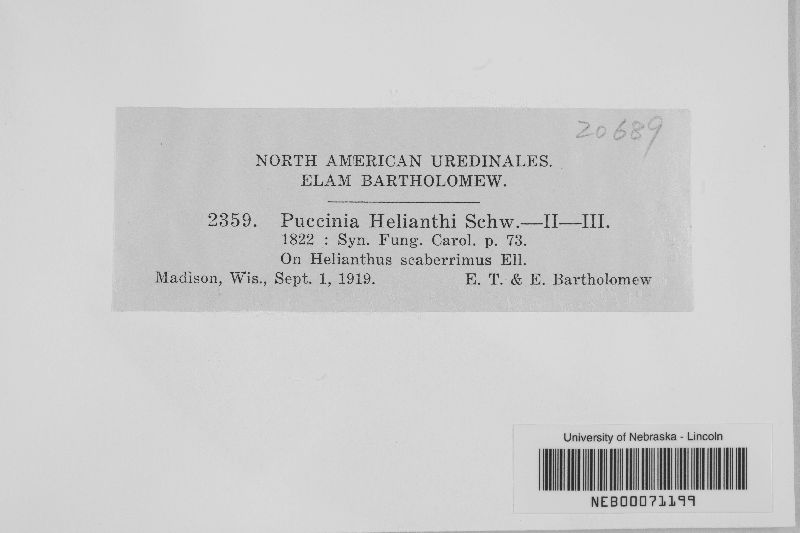 20689
NORTH AMERICAN UREDINALES.
ELAM BARTHOLOMEW.
2359. Puccinia Helianthi Schw.—II—III.
1822 : Syn. Fung. Carol. p. 73.
On Helianthus scaberrimus Ell.
Madison, Wis., Sept. 1, 1919. E. T. & E. Bartholomew
University of Nebraska - Lincoln
NEB00071199